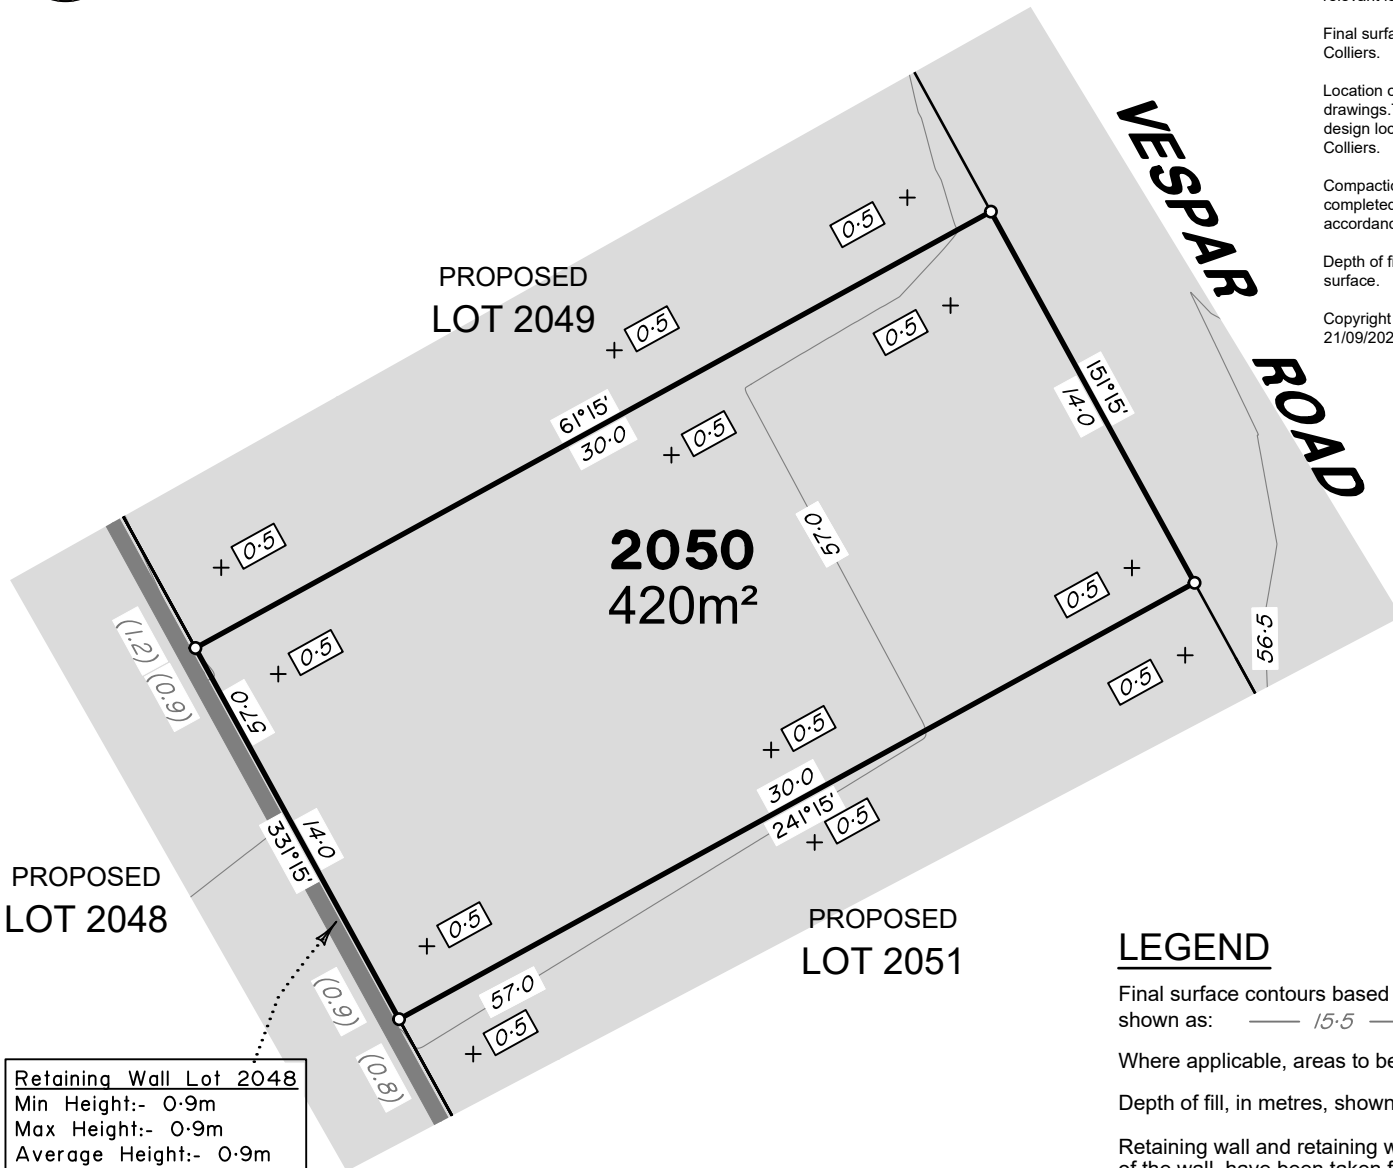 Final surfa
Colliers.
Location o
drawings.
design loc
Colliers.
Compactio
completed
accordanc
Depth of fi
surface.
Copyright
21/09/202
VESPAR ROAD
PROPOSED
LOT 2049
0·5
0·5
0·5
0·5
0·5
0·5
61°15'
30·0
151°15'
14·0
2050
420m²
57·0
0·5
0·5
56·5
(1.2)
(0.9)
57·0
331°15'
14·0
0·5
30·0
241°15'
0·5
0·5
57·0
0·5
PROPOSED
LOT 2048
PROPOSED
LOT 2051
(0.9)
(0.8)
Retaining Wall Lot 2048
Min Height:- 0·9m
Max Height:- 0·9m
Average Height:- 0·9m
LEGEND
Final surface contours based
shown as: 15·5
Where applicable, areas to be
Depth of fill, in metres, shown
Retaining wall and retaining w
of the wall, have been taken f